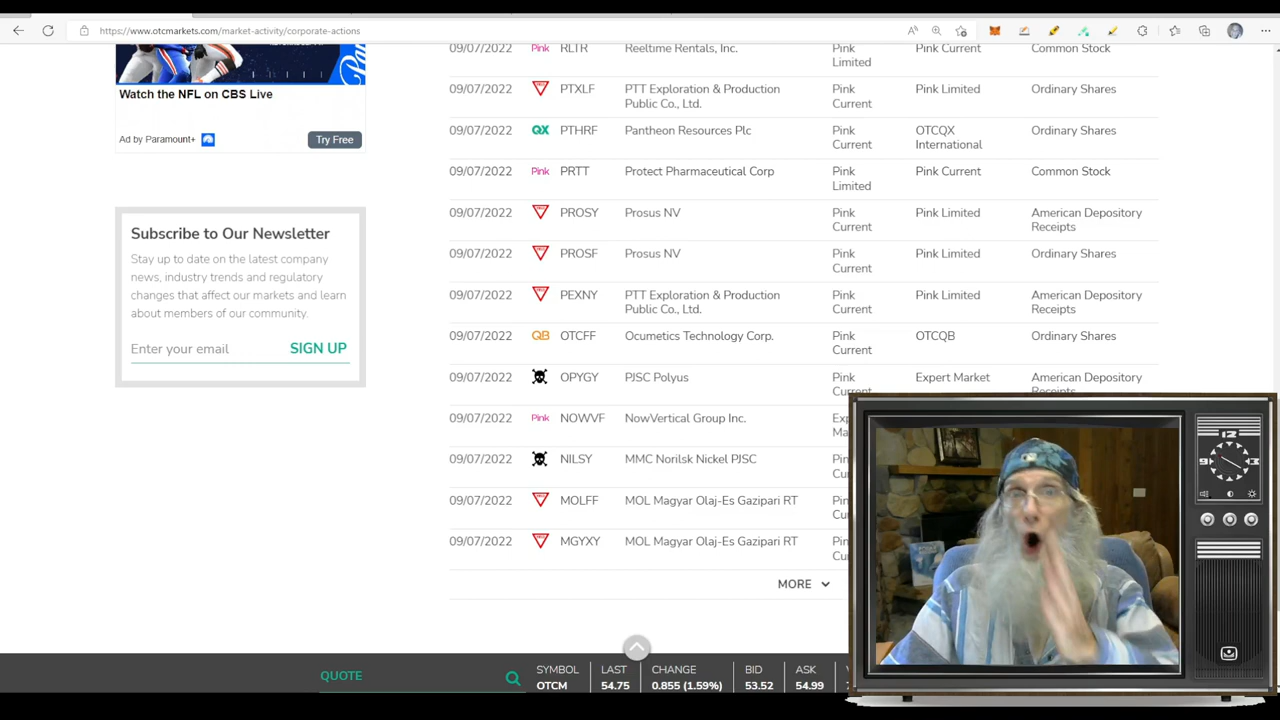 https://www.otcmarkets.com/market-activity/corporate-actions
Watch the NFL on CBS Live
Ad by Paramount+
Try Free
Subscribe to Our Newsletter
Stay up to date on the latest company
news, industry trends and regulatory
changes that affect our markets and learn
about members of our community.
Enter your email SIGN UP
09/07/2022 Pink RLTR Reeltime Rentals, Inc. Pink Limited Pink Current Common Stock
09/07/2022 PTXLF PTT Exploration & Production Public Co., Ltd. Pink Current Pink Limited Ordinary Shares
09/07/2022 QX PTHRF Pantheon Resources Plc Pink Current OTCQX International Ordinary Shares
09/07/2022 Pink PRTT Protect Pharmaceutical Corp Pink Limited Pink Current Common Stock
09/07/2022 PROSY Prosus NV Pink Current Pink Limited American Depository Receipts
09/07/2022 PROSF Prosus NV Pink Current Pink Limited Ordinary Shares
09/07/2022 PEXNY PTT Exploration & Production Public Co., Ltd. Pink Current Pink Limited American Depository Receipts
09/07/2022 QB OTCFF Ocumetics Technology Corp. Pink Current OTCQB Ordinary Shares
09/07/2022 OPYGY PJSC Polyus Pink Current Expert Market American Depository Receipts
09/07/2022 Pink NOWVF NowVertical Group Inc.
09/07/2022 NILSY MMC Norilsk Nickel PJSC
09/07/2022 MOLFF MOL Magyar Olaj-Es Gazipari RT
09/07/2022 MGYXY MOL Magyar Olaj-Es Gazipari RT
MORE
QUOTE
SYMBOL LAST CHANGE BID ASK
OTCM 54.75 0.855 (1.59%) 53.52 54.99
12
9 3